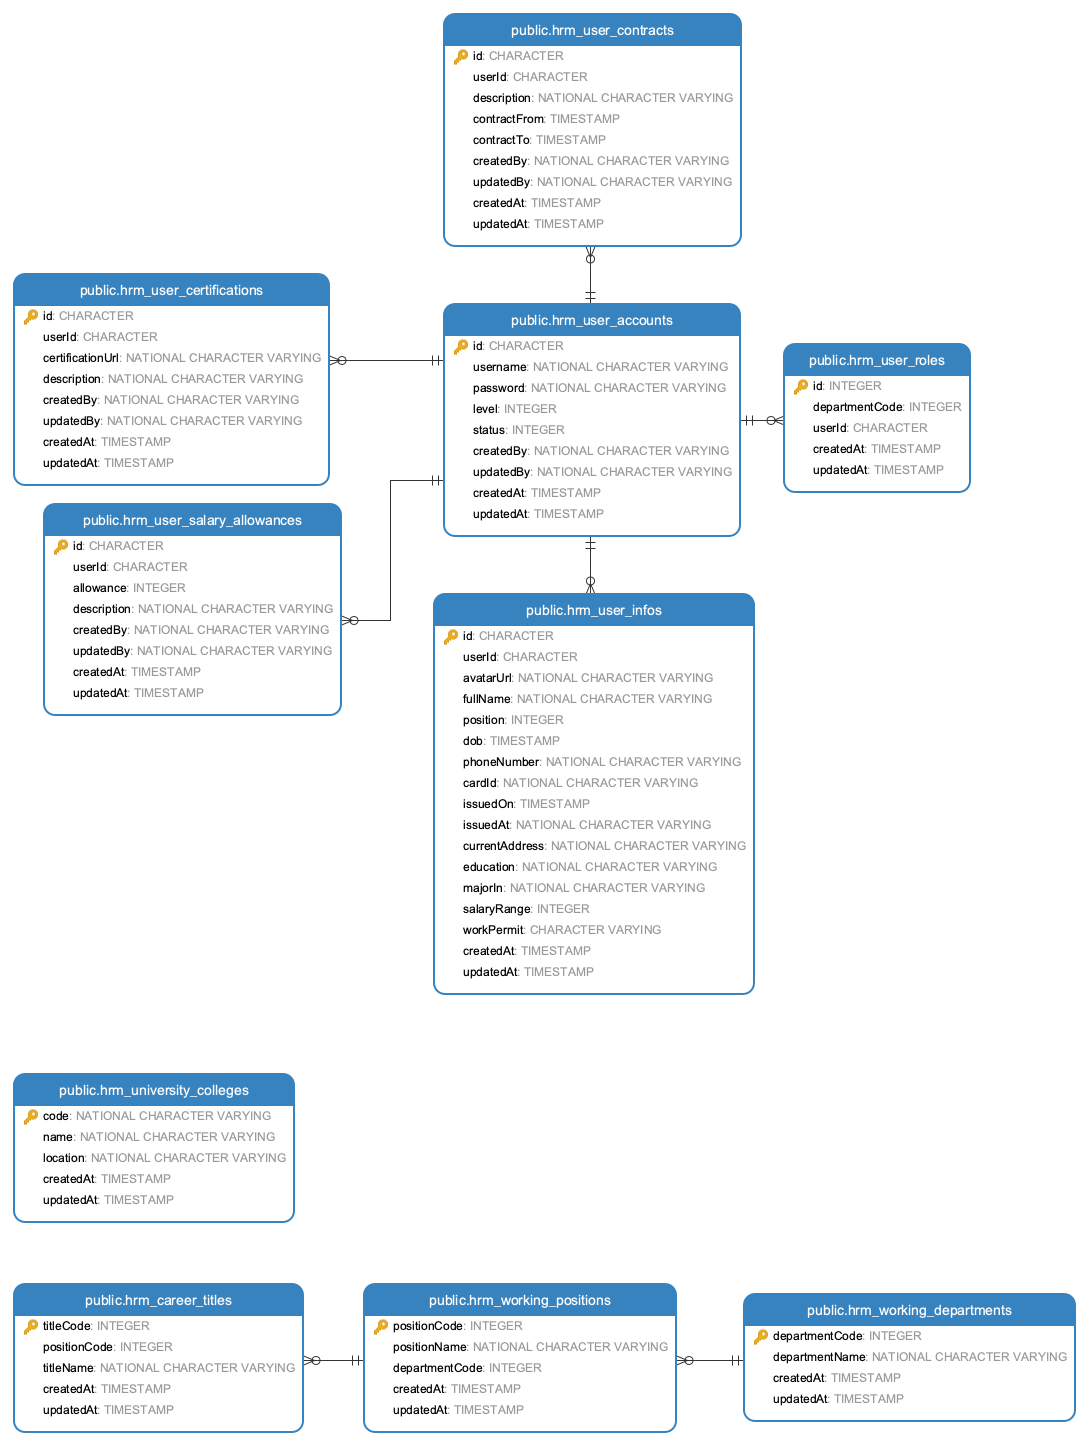 public.hrm_user_contracts
id: CHARACTER
userId: CHARACTER
description: NATIONAL CHARACTER VARYING
contractFrom: TIMESTAMP
contractTo: TIMESTAMP
createdBy: NATIONAL CHARACTER VARYING
updatedBy: NATIONAL CHARACTER VARYING
createdAt: TIMESTAMP
updatedAt: TIMESTAMP
public.hrm_user_certifications
id: CHARACTER
userId: CHARACTER
certificationUrl: NATIONAL CHARACTER VARYING
description: NATIONAL CHARACTER VARYING
createdBy: NATIONAL CHARACTER VARYING
updatedBy: NATIONAL CHARACTER VARYING
createdAt: TIMESTAMP
updatedAt: TIMESTAMP
public.hrm_user_accounts
id: CHARACTER
username: NATIONAL CHARACTER VARYING
password: NATIONAL CHARACTER VARYING
level: INTEGER
status: INTEGER
createdBy: NATIONAL CHARACTER VARYING
updatedBy: NATIONAL CHARACTER VARYING
createdAt: TIMESTAMP
updatedAt: TIMESTAMP
public.hrm_user_roles
id: INTEGER
departmentCode: INTEGER
userId: CHARACTER
createdAt: TIMESTAMP
updatedAt: TIMESTAMP
public.hrm_user_salary_allowances
id: CHARACTER
userId: CHARACTER
allowance: INTEGER
description: NATIONAL CHARACTER VARYING
createdBy: NATIONAL CHARACTER VARYING
updatedBy: NATIONAL CHARACTER VARYING
createdAt: TIMESTAMP
updatedAt: TIMESTAMP
public.hrm_user_infos
id: CHARACTER
userId: CHARACTER
avatarUrl: NATIONAL CHARACTER VARYING
fullName: NATIONAL CHARACTER VARYING
position: INTEGER
dob: TIMESTAMP
phoneNumber: NATIONAL CHARACTER VARYING
cardId: NATIONAL CHARACTER VARYING
issuedOn: TIMESTAMP
issuedAt: NATIONAL CHARACTER VARYING
currentAddress: NATIONAL CHARACTER VARYING
education: NATIONAL CHARACTER VARYING
majorIn: NATIONAL CHARACTER VARYING
salaryRange: INTEGER
workPermit: CHARACTER VARYING
createdAt: TIMESTAMP
updatedAt: TIMESTAMP
public.hrm_university_colleges
code: NATIONAL CHARACTER VARYING
name: NATIONAL CHARACTER VARYING
location: NATIONAL CHARACTER VARYING
createdAt: TIMESTAMP
updatedAt: TIMESTAMP
public.hrm_career_titles
titleCode: INTEGER
positionCode: INTEGER
titleName: NATIONAL CHARACTER VARYING
createdAt: TIMESTAMP
updatedAt: TIMESTAMP
public.hrm_working_positions
positionCode: INTEGER
positionName: NATIONAL CHARACTER VARYING
departmentCode: INTEGER
createdAt: TIMESTAMP
updatedAt: TIMESTAMP
public.hrm_working_departments
departmentCode: INTEGER
departmentName: NATIONAL CHARACTER VARYING
createdAt: TIMESTAMP
updatedAt: TIMESTAMP